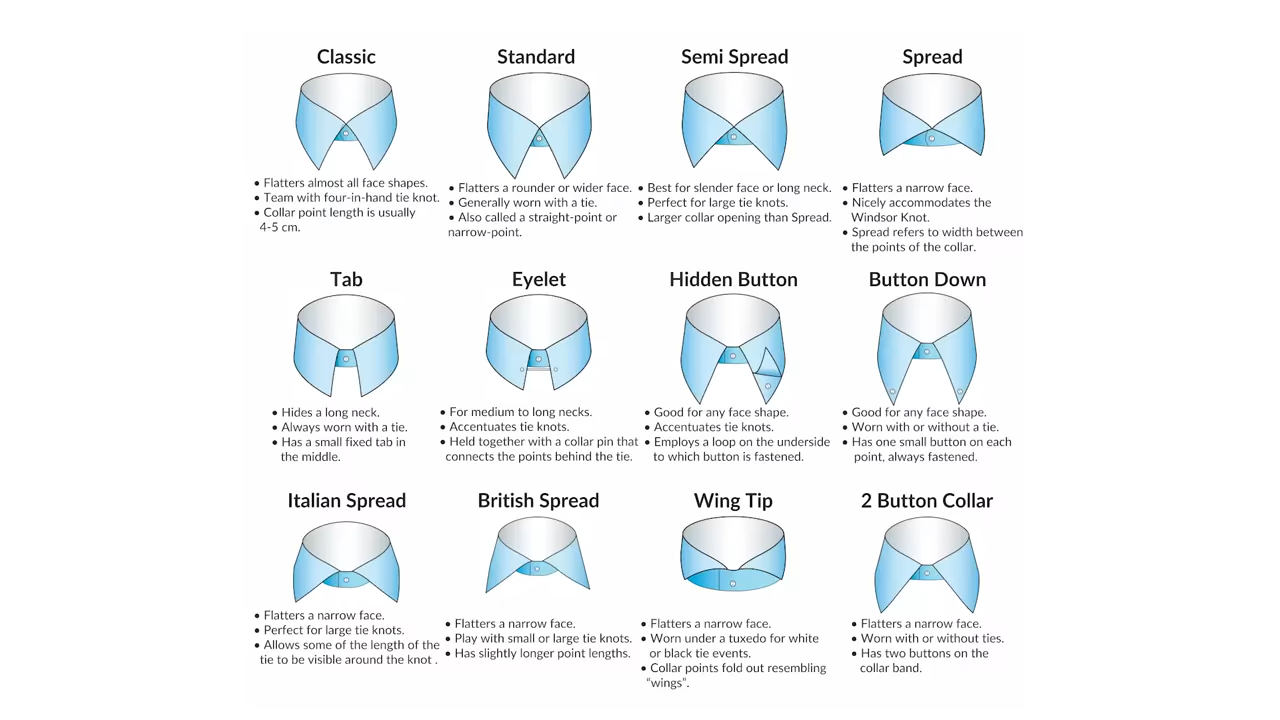 Classic
Standard
Semi Spread
Spread
• Flatters almost all face shapes.
• Team with four-in-hand tie knot.
• Collar point length is usually
4-5 cm.
• Flatters a rounder or wider face.
• Generally worn with a tie.
• Also called a straight-point or
narrow-point.
• Best for slender face or long neck.
• Perfect for large tie knots.
• Larger collar opening than Spread.
• Flatters a narrow face.
• Nicely accommodates the
Windsor Knot.
• Spread refers to width between
the points of the collar.
Tab
Eyelet
Hidden Button
Button Down
• Hides a long neck.
• Always worn with a tie.
• Has a small fixed tab in
the middle.
• For medium to long necks.
• Accentuates tie knots.
• Held together with a collar pin that
connects the points behind the tie.
• Good for any face shape.
• Accentuates tie knots.
• Employs a loop on the underside
to which button is fastened.
• Good for any face shape.
• Worn with or without a tie.
• Has one small button on each
point, always fastened.
Italian Spread
British Spread
Wing Tip
2 Button Collar
• Flatters a narrow face.
• Perfect for large tie knots.
• Allows some of the length of the
tie to be visible around the knot .
• Flatters a narrow face.
• Play with small or large tie knots.
• Has slightly longer point lengths.
• Flatters a narrow face.
• Worn under a tuxedo for white
or black tie events.
• Collar points fold out resembling
“wings”.
• Flatters a narrow face.
• Worn with or without ties.
• Has two buttons on the
collar band.